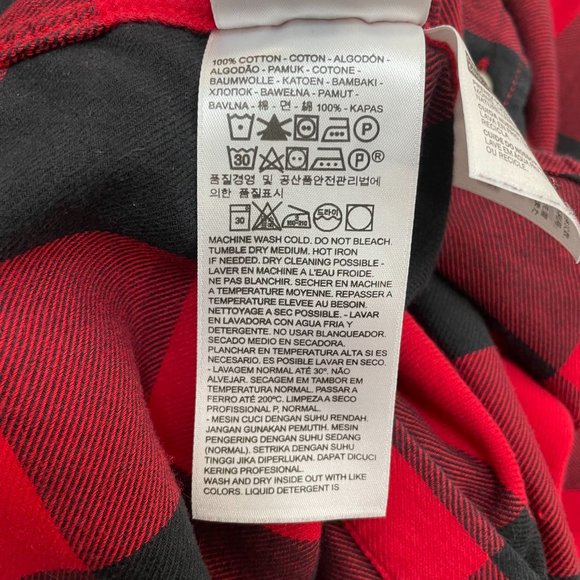 100% COTTON - COTON - ALGODÓN -
ALGODÃO - PAMUK - COTONE -
BAUMWOLLE - KATOEN - BAMBAKI -
ХЛОПОК - BAWEŁNA - PAMUT -
BAVLNA - 棉 - 면 - 綿 100% - KAPAS
P
30 P ®
품질경영 및 공산품안전관리법에
의한 품질표시
30 드라이
MACHINE WASH COLD. DO NOT BLEACH.
TUMBLE DRY MEDIUM. HOT IRON
IF NEEDED. DRY CLEANING POSSIBLE -
LAVER EN MACHINE A L'EAU FROIDE.
NE PAS BLANCHIR. SECHER EN MACHINE
A TEMPERATURE MOYENNE. REPASSER A
TEMPERATURE ELEVEE AU BESOIN.
NETTOYAGE A SEC POSSIBLE. - LAVAR
EN LAVADORA CON AGUA FRIA Y
DETERGENTE. NO USAR BLANQUEADOR.
SECADO MEDIO EN SECADORA.
PLANCHAR EN TEMPERATURA ALTA SI ES
NECESARIO. ES POSIBLE LAVAR EN SECO.
- LAVAGEM NORMAL ATÉ 30°. NÃO
ALVEJAR. SECAGEM EM TAMBOR EM
TEMPERATURA NORMAL. PASSAR A
FERRO ATÉ 200ºC. LIMPEZA A SECO
PROFISSIONAL P, NORMAL.
- MESIN CUCI DENGAN SUHU RENDAH.
JANGAN GUNAKAN PEMUTIH. MESIN
PENGERING DENGAN SUHU SEDANG
(NORMAL). SETRIKA DENGAN SUHU
TINGGI JIKA DIPERLUKAN. DAPAT DICUCI
KERING PROFESIONAL.
WASH AND DRY INSIDE OUT WITH LIKE
COLORS. LIQUID DETERGENT IS